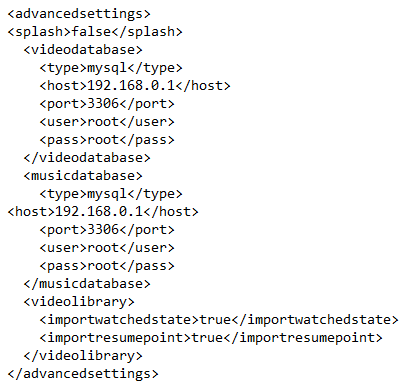 <advancedsettings>
<splash>false</splash>
  <videodatabase>
    <type>mysql</type>
    <host>192.168.0.1</host>
    <port>3306</port>
    <user>root</user>
    <pass>root</pass>
  </videodatabase>
  <musicdatabase>
    <type>mysql</type>
<host>192.168.0.1</host>
    <port>3306</port>
    <user>root</user>
    <pass>root</pass>
  </musicdatabase>
  <videolibrary>
    <importwatchedstate>true</importwatchedstate>
    <importresumepoint>true</importresumepoint>
  </videolibrary>
</advancedsettings>